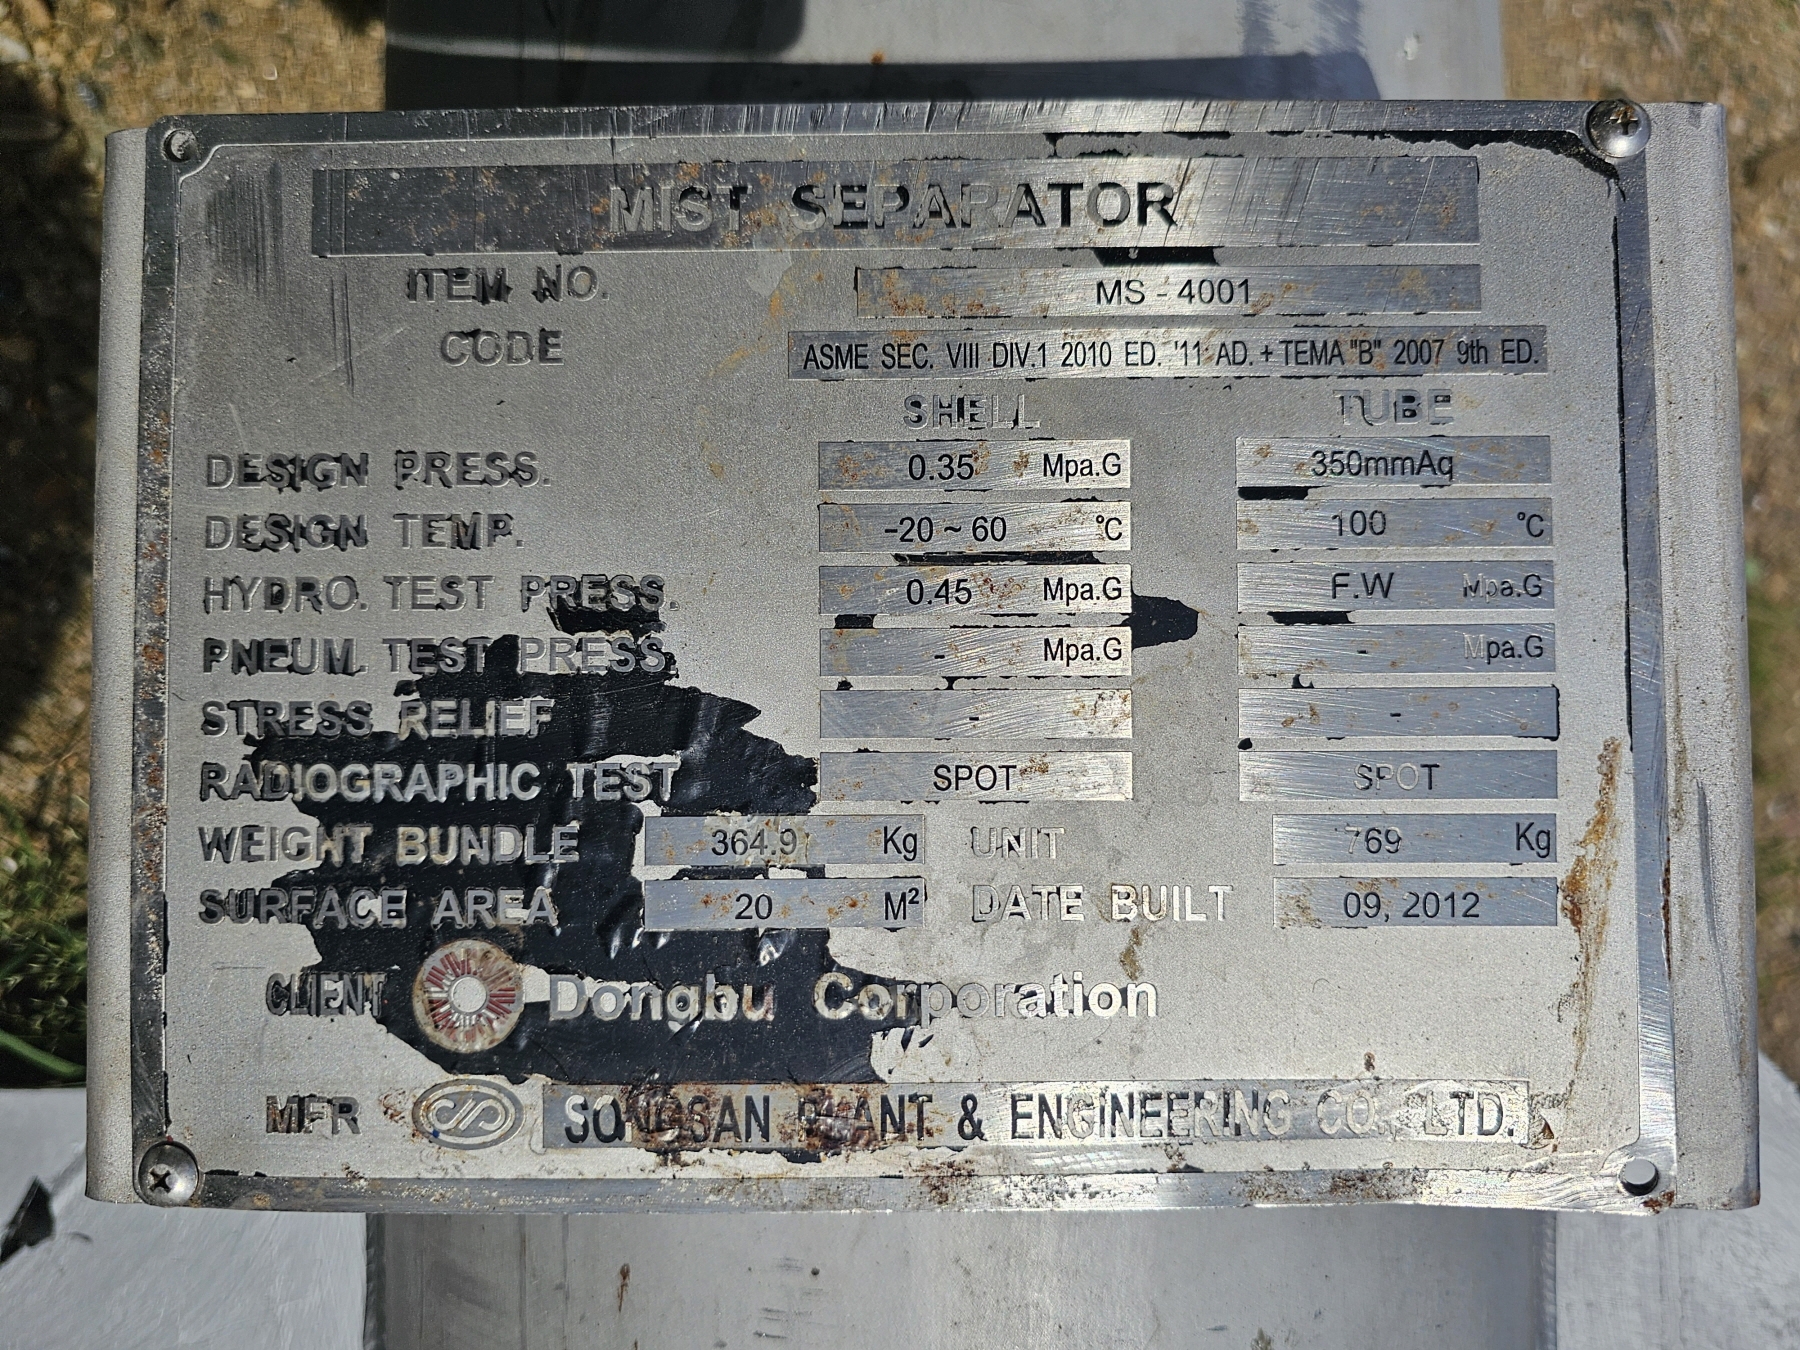 MIST SEPARATOR
ITEM NO. MS - 4001
CODE ASME SEC. VIII DIV.1 2010 ED. '11 AD. + TEMA "B" 2007 9th ED.
SHELL TUBE
DESIGN PRESS. 0.35 Mpa.G 350mmAq
DESIGN TEMP. -20 ~ 60 °C 100 °C
HYDRO. TEST PRESS. 0.45 Mpa.G F.W Mpa.G
PNEUM. TEST PRESS. - Mpa.G - Mpa.G
STRESS RELIEF - -
RADIOGRAPHIC TEST SPOT SPOT
WEIGHT BUNDLE 364.9 Kg UNIT 769 Kg
SURFACE AREA 20 M² DATE BUILT 09, 2012
CLIENT Dongbu Corporation
MFR SONGSAN PLANT & ENGINEERING CO., LTD.